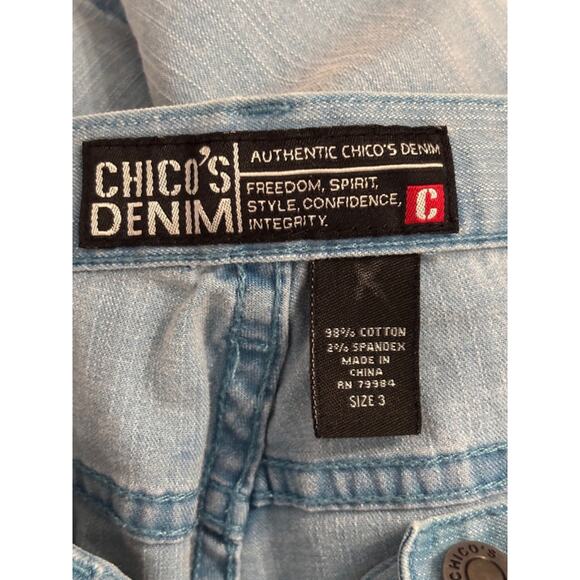 CHICO'S
DENIM
AUTHENTIC CHICO'S DENIM
FREEDOM, SPIRIT,
STYLE, CONFIDENCE,
INTEGRITY.
C
98% COTTON
2% SPANDEX
MADE IN
CHINA
RN 79984
SIZE 3
CHICO'S